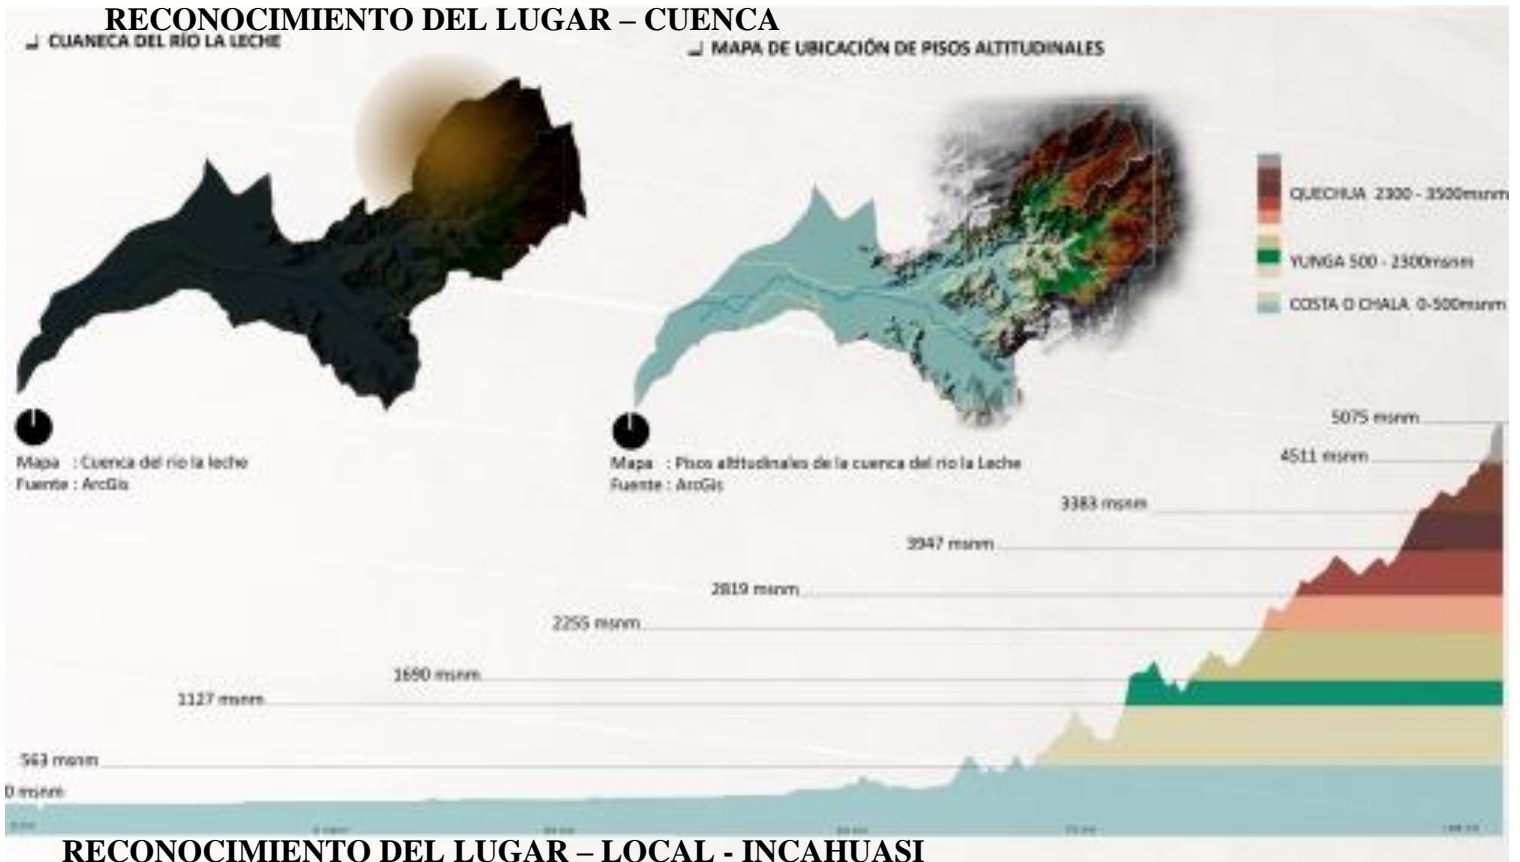 RECONOCIMIENTO DEL LUGAR – CUENCA
CUANECA DEL RÍO LA LECHE
MAPA DE UBICACIÓN DE PISOS ALTITUDINALES
QUECHUA 2300 - 3500msnm
YUNGA 500 - 2300msnm
COSTA O CHALA 0-500msnm
Mapa : Cuenca del rio la leche
Fuente : ArcGis
Mapa : Pisos altitudinales de la cuenca del rio la Leche
Fuente : ArcGis
5075 msnm
4511 msnm
3383 msnm
3947 msnm
2819 msnm
2255 msnm
1690 msnm
1127 msnm
563 msnm
0 msnm
RECONOCIMIENTO DEL LUGAR – LOCAL - INCAHUASI